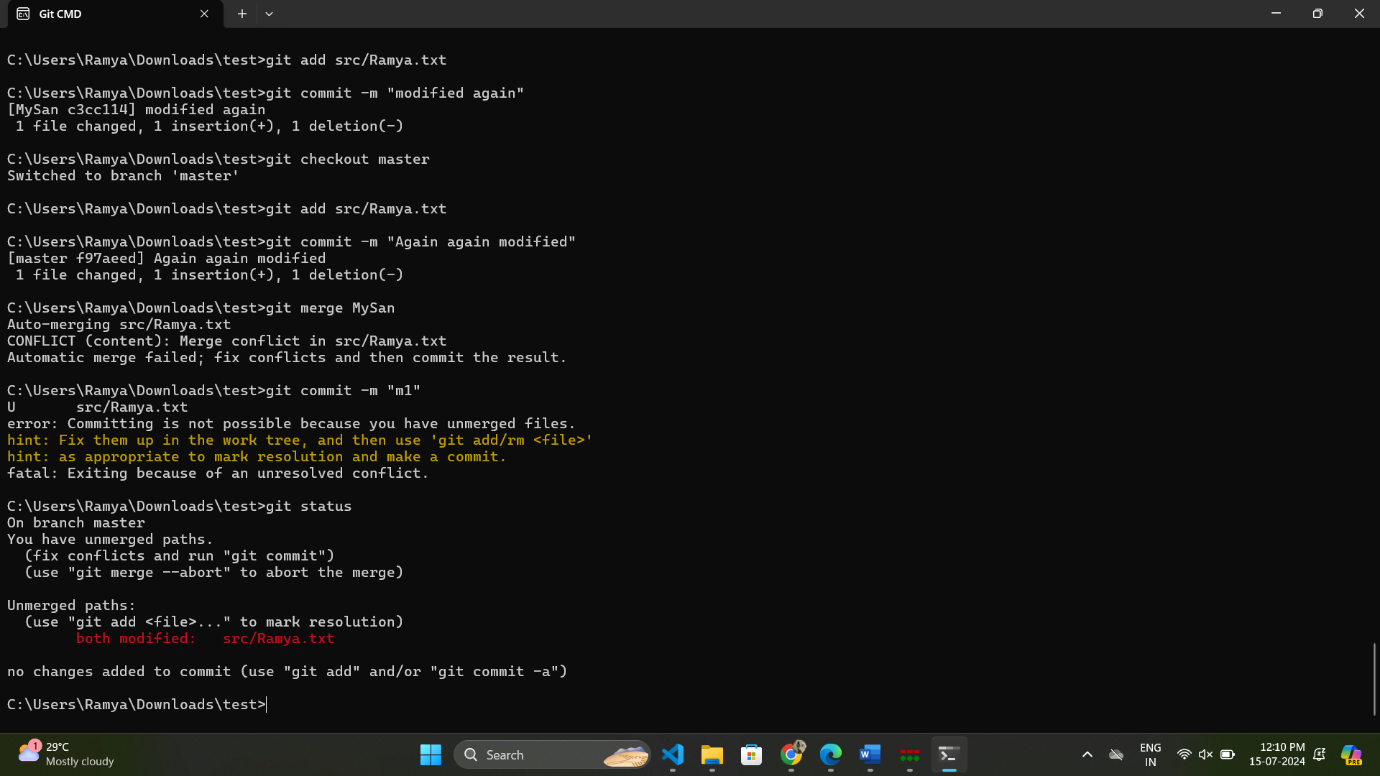 Git CMD
C:\Users\Ramya\Downloads\test>git add src/Ramya.txt
C:\Users\Ramya\Downloads\test>git commit -m "modified again"
[MySan c3cc114] modified again
 1 file changed, 1 insertion(+), 1 deletion(-)
C:\Users\Ramya\Downloads\test>git checkout master
Switched to branch 'master'
C:\Users\Ramya\Downloads\test>git add src/Ramya.txt
C:\Users\Ramya\Downloads\test>git commit -m "Again again modified"
[master f97aeed] Again again modified
 1 file changed, 1 insertion(+), 1 deletion(-)
C:\Users\Ramya\Downloads\test>git merge MySan
Auto-merging src/Ramya.txt
CONFLICT (content): Merge conflict in src/Ramya.txt
Automatic merge failed; fix conflicts and then commit the result.
C:\Users\Ramya\Downloads\test>git commit -m "m1"
U       src/Ramya.txt
error: Committing is not possible because you have unmerged files.
hint: Fix them up in the work tree, and then use 'git add/rm <file>'
hint: as appropriate to mark resolution and make a commit.
fatal: Exiting because of an unresolved conflict.
C:\Users\Ramya\Downloads\test>git status
On branch master
You have unmerged paths.
  (fix conflicts and run "git commit")
  (use "git merge --abort" to abort the merge)
Unmerged paths:
  (use "git add <file>..." to mark resolution)
        both modified:   src/Ramya.txt
no changes added to commit (use "git add" and/or "git commit -a")
C:\Users\Ramya\Downloads\test>
1
29°C
Mostly cloudy
Search
W
ENG
IN
12:10 PM
15-07-2024
PRE